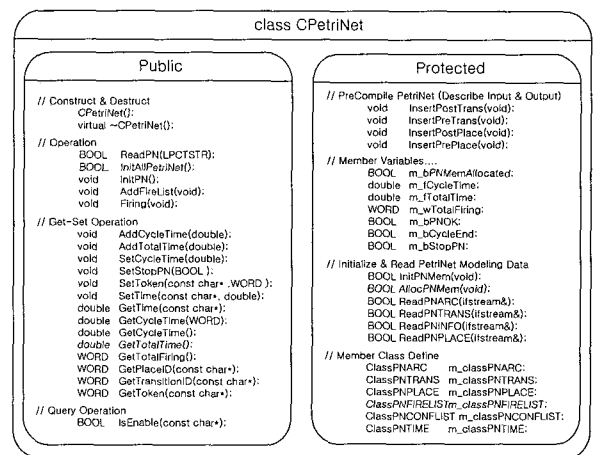 class CPetriNet
Public
// Construct & Destruct
CPetriNet();
virtual ~CPetriNet();
// Operation
BOOL ReadPN(LPCTSTR);
BOOL InitAllPetriNet();
void InitPN();
void AddFireList(void);
void Firing(void);
// Get-Set Operation
void AddCycleTime(double);
void AddTotalTime(double);
void SetCycleTime(double);
void SetStopPN(BOOL );
void SetToken(const char* ,WORD );
void SetTime(const char*, double);
double GetTime(const char*);
double GetCycleTime(WORD);
double GetCycleTime();
double GetTotalTime();
WORD GetTotalFiring();
WORD GetPlaceID(const char*);
WORD GetTransitionID(const char*);
WORD GetToken(const char*);
// Query Operation
BOOL IsEnable(const char*);
Protected
// PreCompile PetriNet (Describe Input & Output)
void InsertPostTrans(void);
void InsertPreTrans(void);
void InsertPostPlace(void);
void InsertPrePlace(void);
// Member Variables....
BOOL m_bPNMemAllocated;
double m_fCycleTime;
double m_fTotalTime;
WORD m_wTotalFiring;
BOOL m_bPNOK;
BOOL m_bCycleEnd;
BOOL m_bStopPN;
// Initialize & Read PetriNet Modeling Data
BOOL InitPNMem(void);
BOOL AllocPNMem(void);
BOOL ReadPNARC(ifstream&);
BOOL ReadPNTRANS(ifstream&);
BOOL ReadPNINFO(ifstream&);
BOOL ReadPNPLACE(ifstream&);
// Member Class Define
ClassPNARC m_classPNARC;
ClassPNTRANS m_classPNTRANS;
ClassPNPLACE m_classPNPLACE;
ClassPNFIRELIST m_classPNFIRELIST;
ClassPNCONFLIST m_classPNCONFLIST;
ClassPNTIME m_classPNTIME;